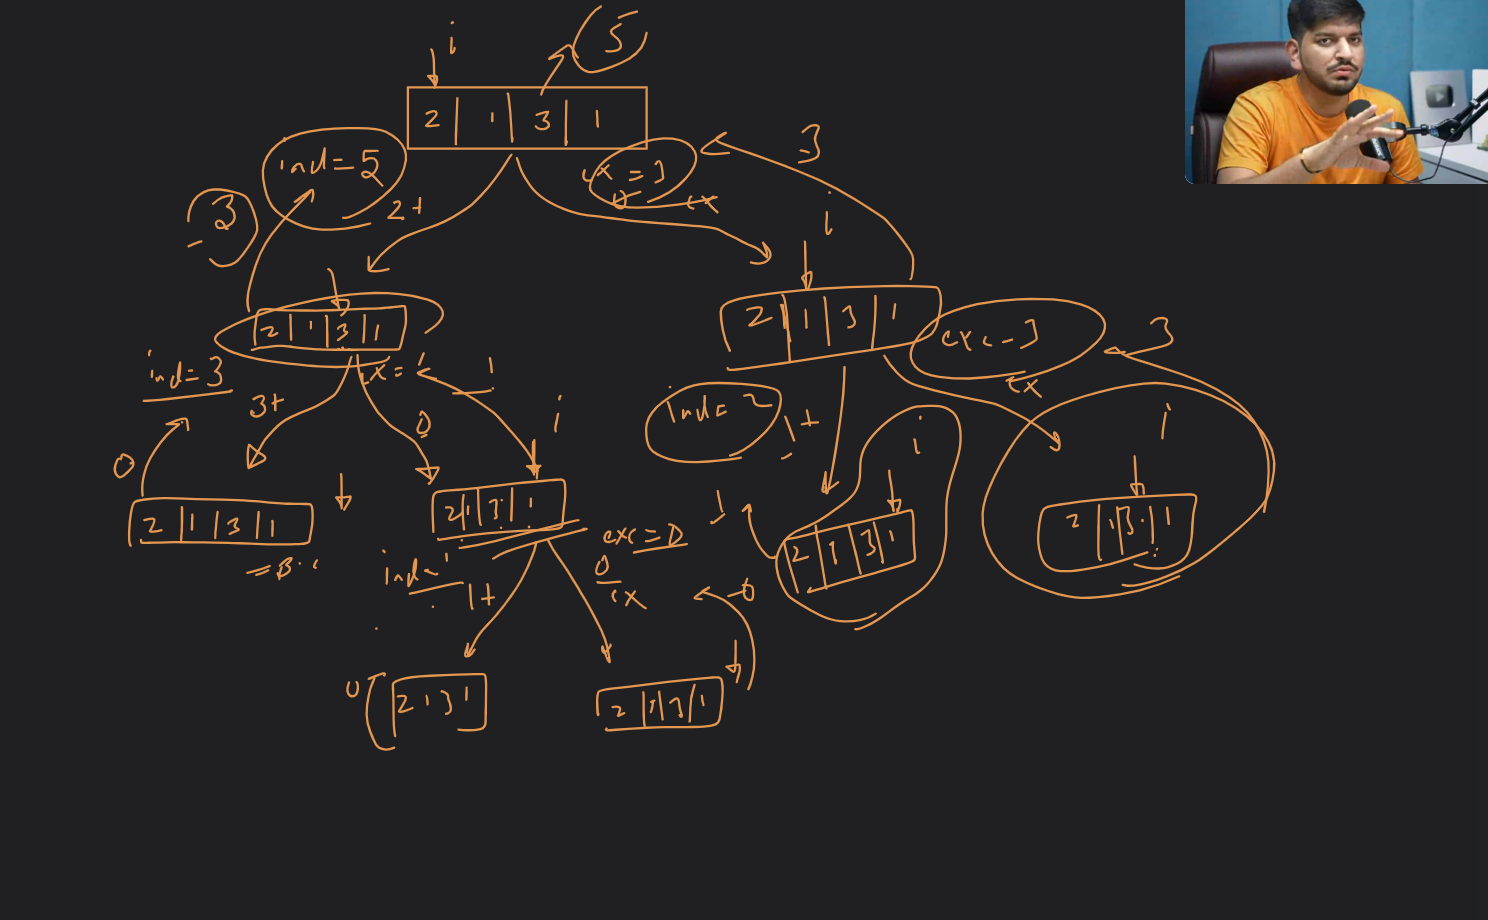 i
5
2 1 3 1
3
ind = 5
ex = 3
0 ex
3
2+
i
2 1 3 1
2 1 3 1
ex = 3
3
ex = 1
1
ind = 3
ex
3+
0
i
ind = 2
1+
i
i
0
2 1 3 1
2 1 3 1
1
2 1 3 1
2 1 3 1
exc = 0
ind = 1
0
ex
1+
0
0
2 1 3 1
2 1 3 1